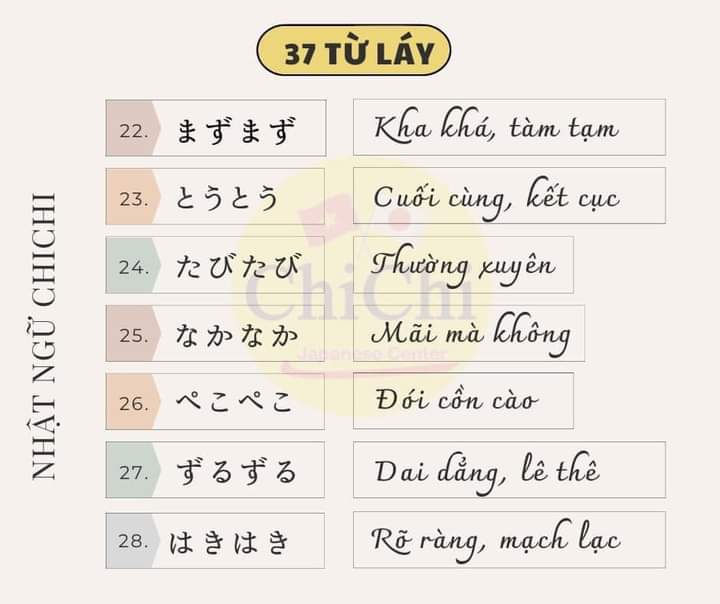 37 TỪ LÁY
22. まずまず Kha khá, tàm tạm
23. とうとう Cuối cùng, kết cục
24. たびたび Thường xuyên
25. なかなか Mãi mà không
26. ぺこぺこ Đói cồn cào
27. ずるずる Dai dẳng, lê thê
28. はきはき Rõ ràng, mạch lạc
NHẬT NGỮ CHICHI
ChiChi
Japanese Center